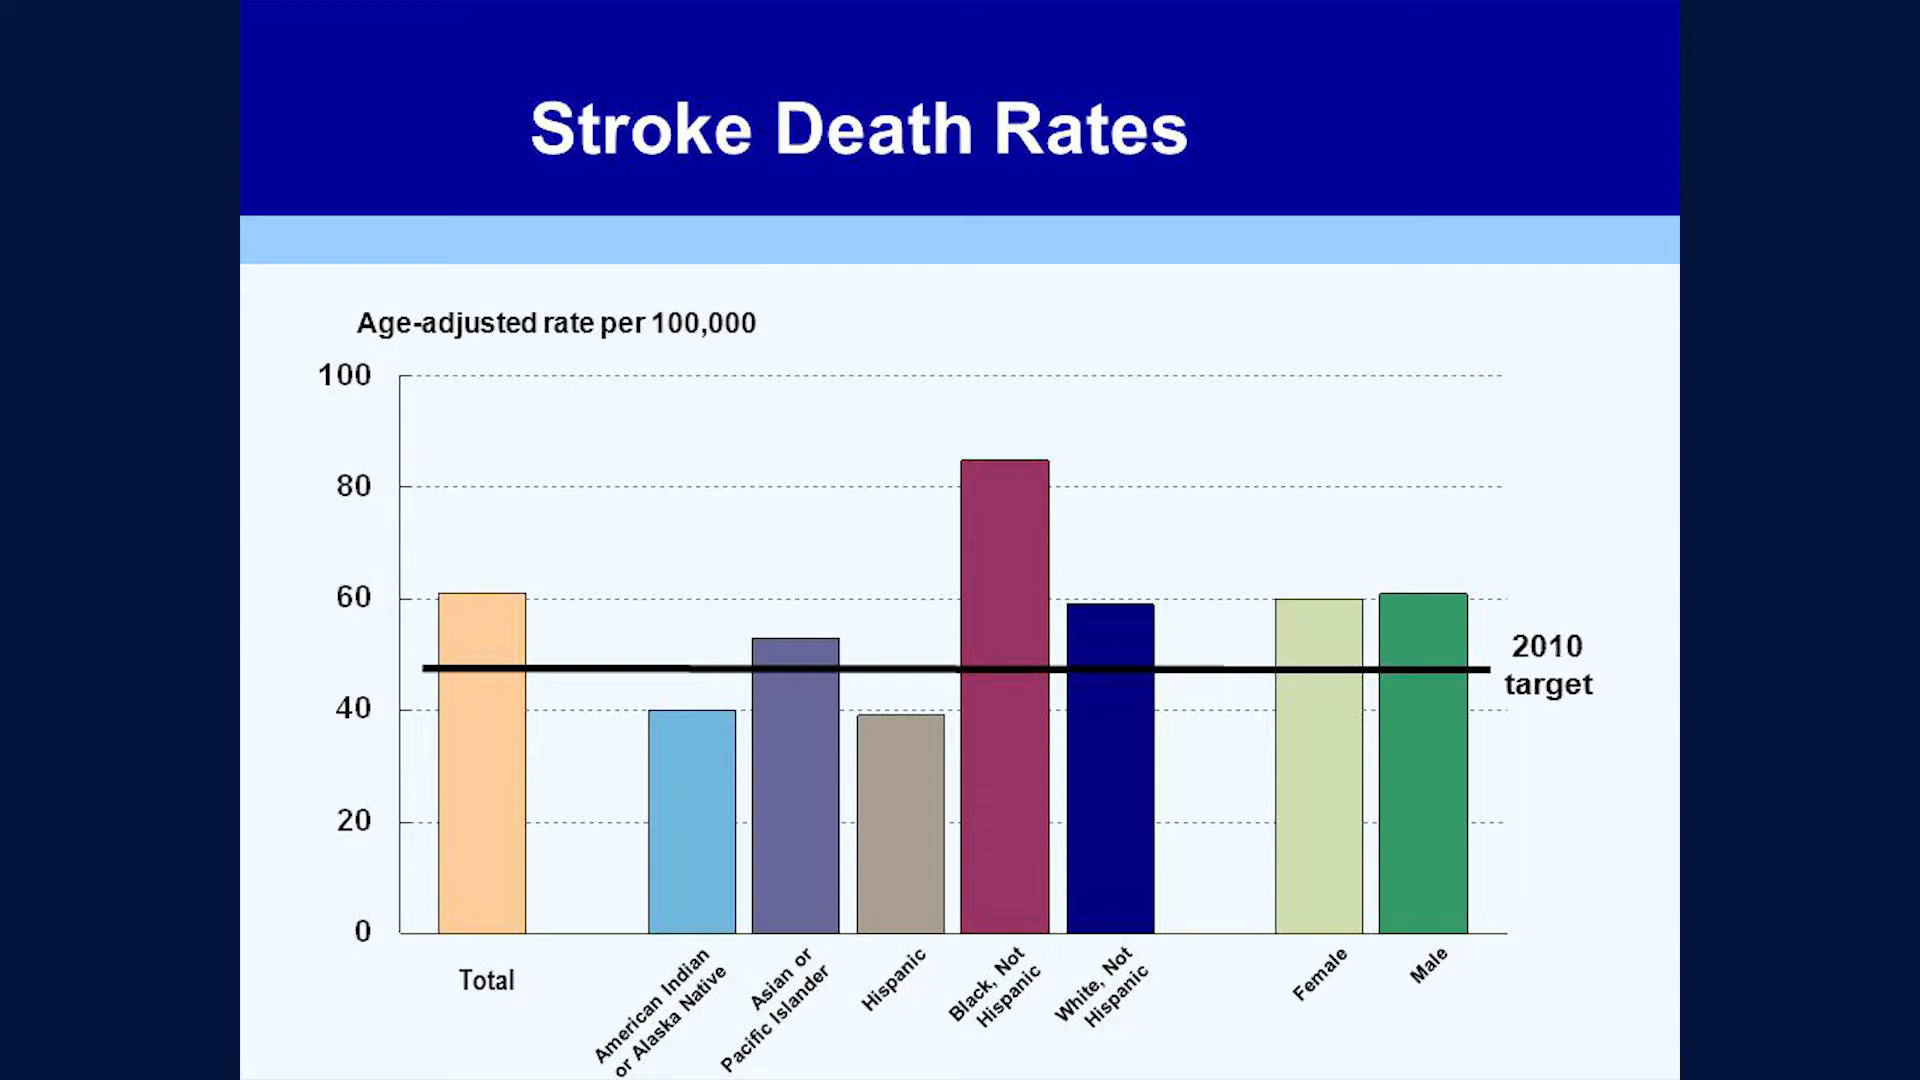 Stroke Death Rates
Age-adjusted rate per 100,000
100
80
60
40
20
0
2010
target
Total
American Indian
or Alaska Native
Asian or
Pacific Islander
Hispanic
Black, Not
Hispanic
White, Not
Hispanic
Female
Male